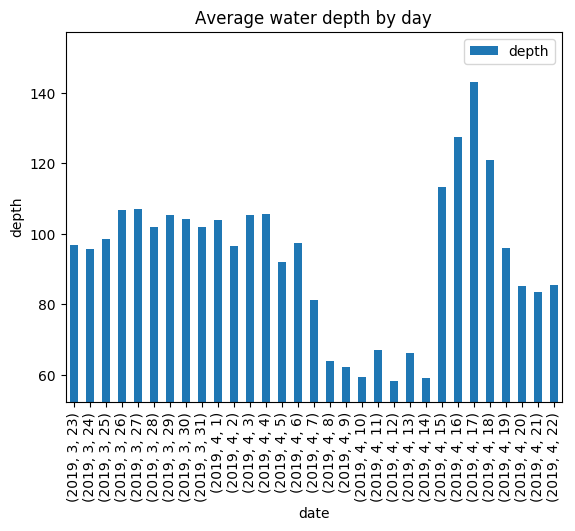 Average water depth by day
depth
140
120
100
80
60
depth
(2019, 3, 23)
(2019, 3, 24)
(2019, 3, 25)
(2019, 3, 26)
(2019, 3, 27)
(2019, 3, 28)
(2019, 3, 29)
(2019, 3, 30)
(2019, 3, 31)
(2019, 4, 1)
(2019, 4, 2)
(2019, 4, 3)
(2019, 4, 4)
(2019, 4, 5)
(2019, 4, 6)
(2019, 4, 7)
(2019, 4, 8)
(2019, 4, 9)
(2019, 4, 10)
(2019, 4, 11)
(2019, 4, 12)
(2019, 4, 13)
(2019, 4, 14)
(2019, 4, 15)
(2019, 4, 16)
(2019, 4, 17)
(2019, 4, 18)
(2019, 4, 19)
(2019, 4, 20)
(2019, 4, 21)
(2019, 4, 22)
date